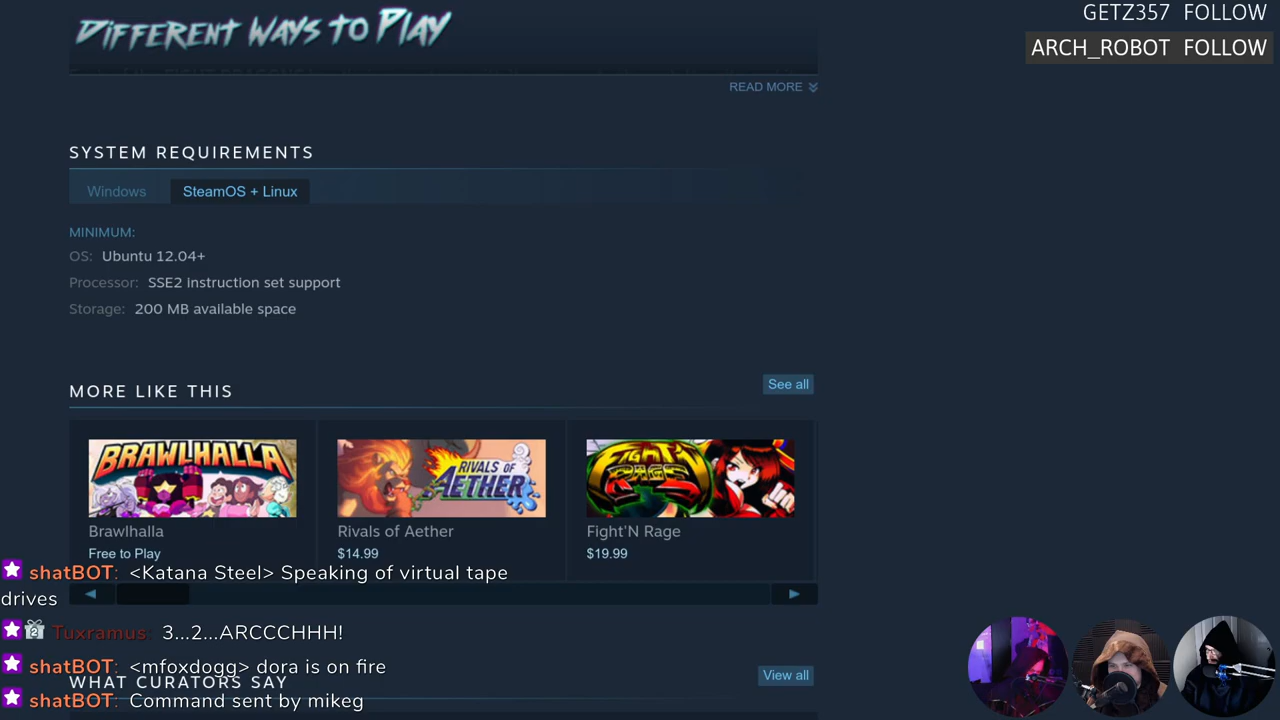 GETZ357 FOLLOW
DIFFERENT WAYS TO PLAY
ARCH_ROBOT FOLLOW
READ MORE
SYSTEM REQUIREMENTS
Windows
SteamOS + Linux
MINIMUM:
OS: Ubuntu 12.04+
Processor: SSE2 instruction set support
Storage: 200 MB available space
MORE LIKE THIS
See all
BRAWLHALLA
RIVALS OF AETHER
FIGHT'N RAGE
Brawlhalla
Rivals of Aether
Fight'N Rage
Free to Play
$14.99
$19.99
shatBOT: <Katana Steel> Speaking of virtual tape
drives
2 Tuxramus: 3...2...ARCCCHHH!
shatBOT: <mfoxdogg> dora is on fire
WHAT CURATORS SAY
View all
shatBOT: Command sent by mikeg